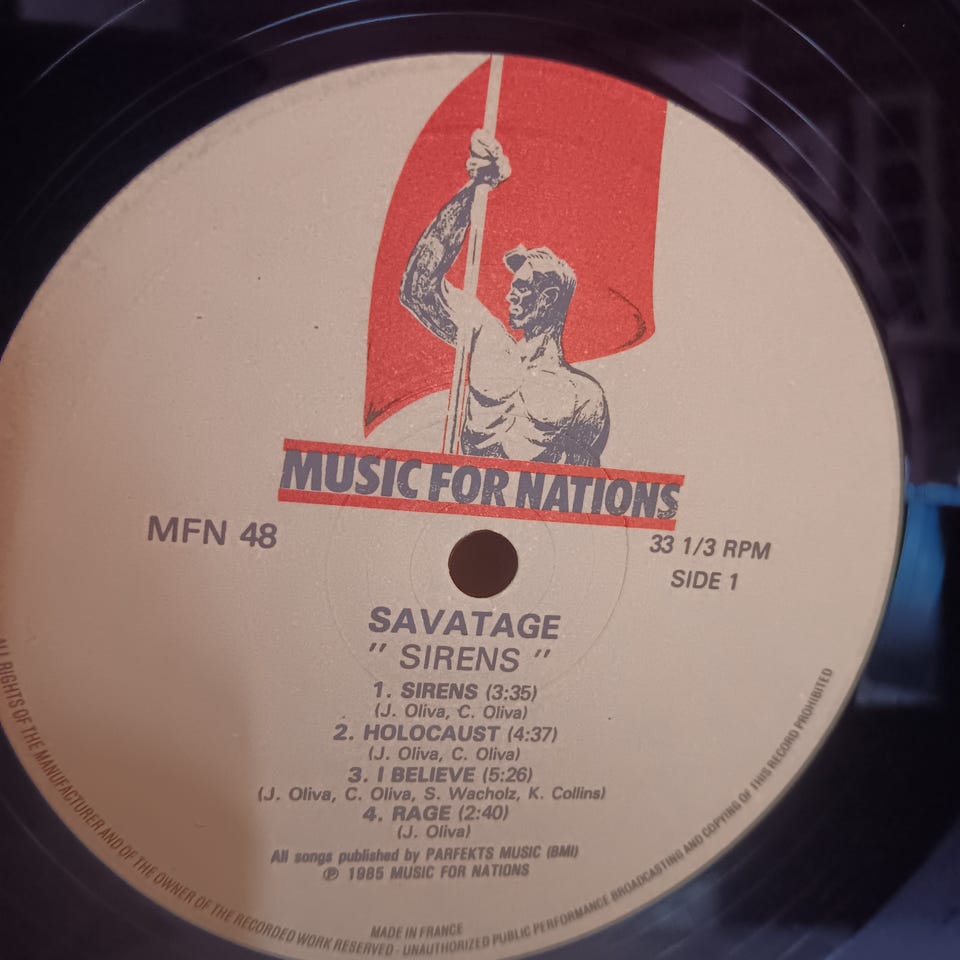 MUSIC FOR NATIONS
MFN 48
33 1/3 RPM
SIDE 1
SAVATAGE
" SIRENS "
1. SIRENS (3:35)
(J. Oliva, C. Oliva)
2. HOLOCAUST (4:37)
(J. Oliva, C. Oliva)
3. I BELIEVE (5:26)
(J. Oliva, C. Oliva, S. Wacholz, K. Collins)
4. RAGE (2:40)
(J. Oliva)
All songs published by PARFEKTS MUSIC (BMI)
℗ 1985 MUSIC FOR NATIONS
MADE IN FRANCE
ALL RIGHTS OF THE MANUFACTURER AND OF THE OWNER OF THE RECORDED WORK RESERVED - UNAUTHORIZED PUBLIC PERFORMANCE BROADCASTING AND COPYING OF THIS RECORD PROHIBITED